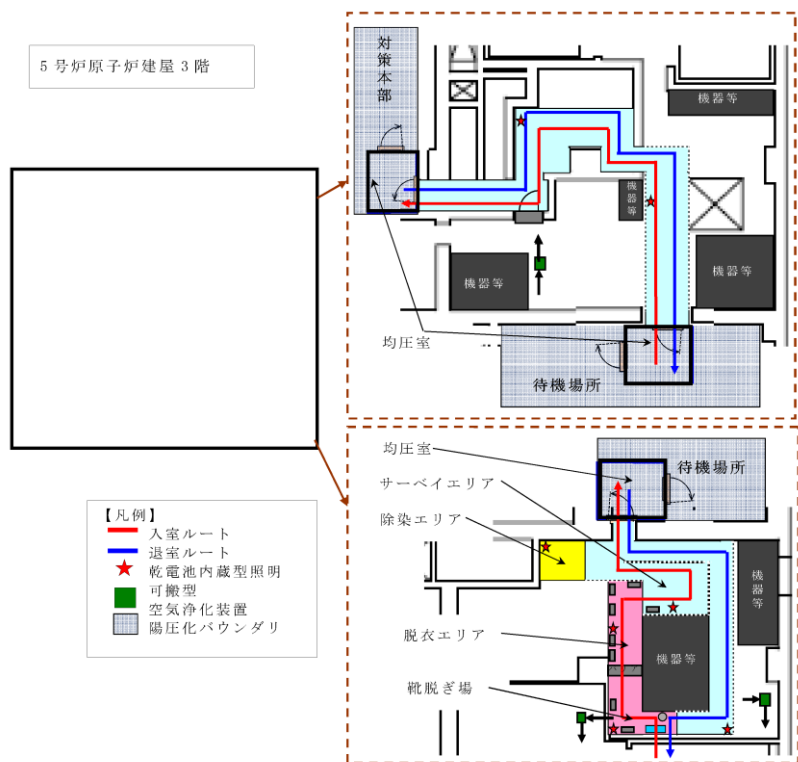 5号炉原子炉建屋3階
対策本部
機器等
機器等
機器等
機器等
均圧室
待機場所
均圧室
待機場所
サーベイエリア
除染エリア
機器等
脱衣エリア
機器等
靴脱ぎ場
【凡例】
入室ルート
退室ルート
乾電池内蔵型照明
可搬型
空気浄化装置
陽圧化バウンダリ